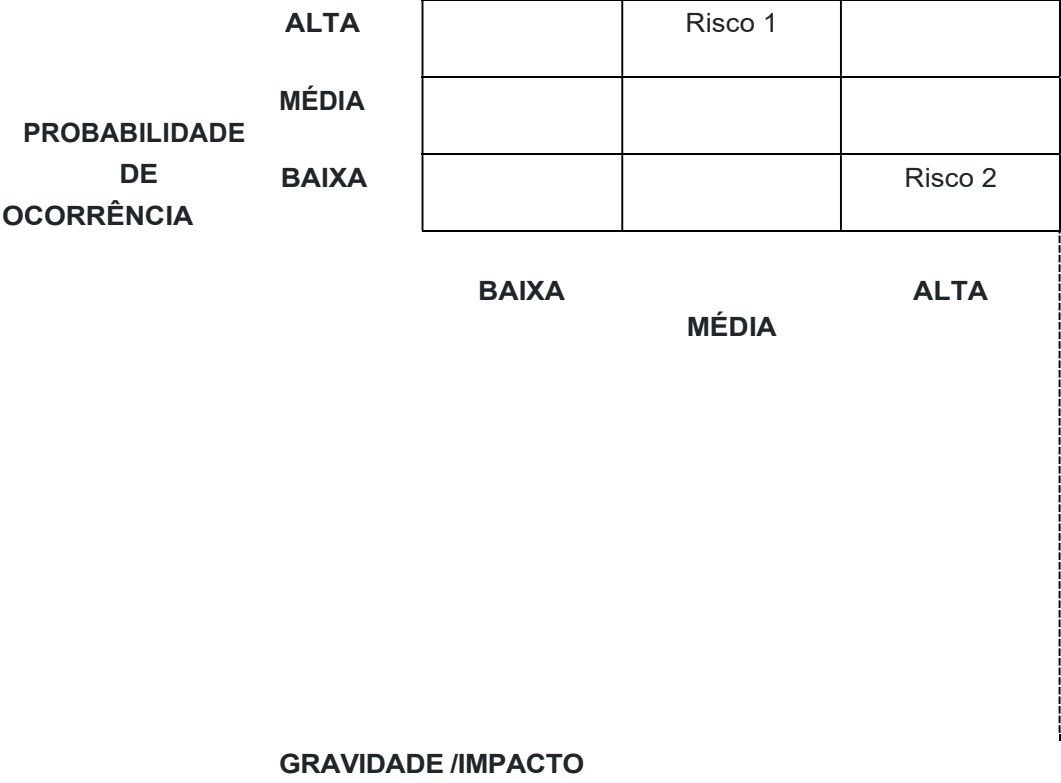 ALTA Risco 1
MÉDIA
PROBABILIDADE
DE
BAIXA Risco 2
OCORRÊNCIA
BAIXA ALTA
MÉDIA
GRAVIDADE /IMPACTO